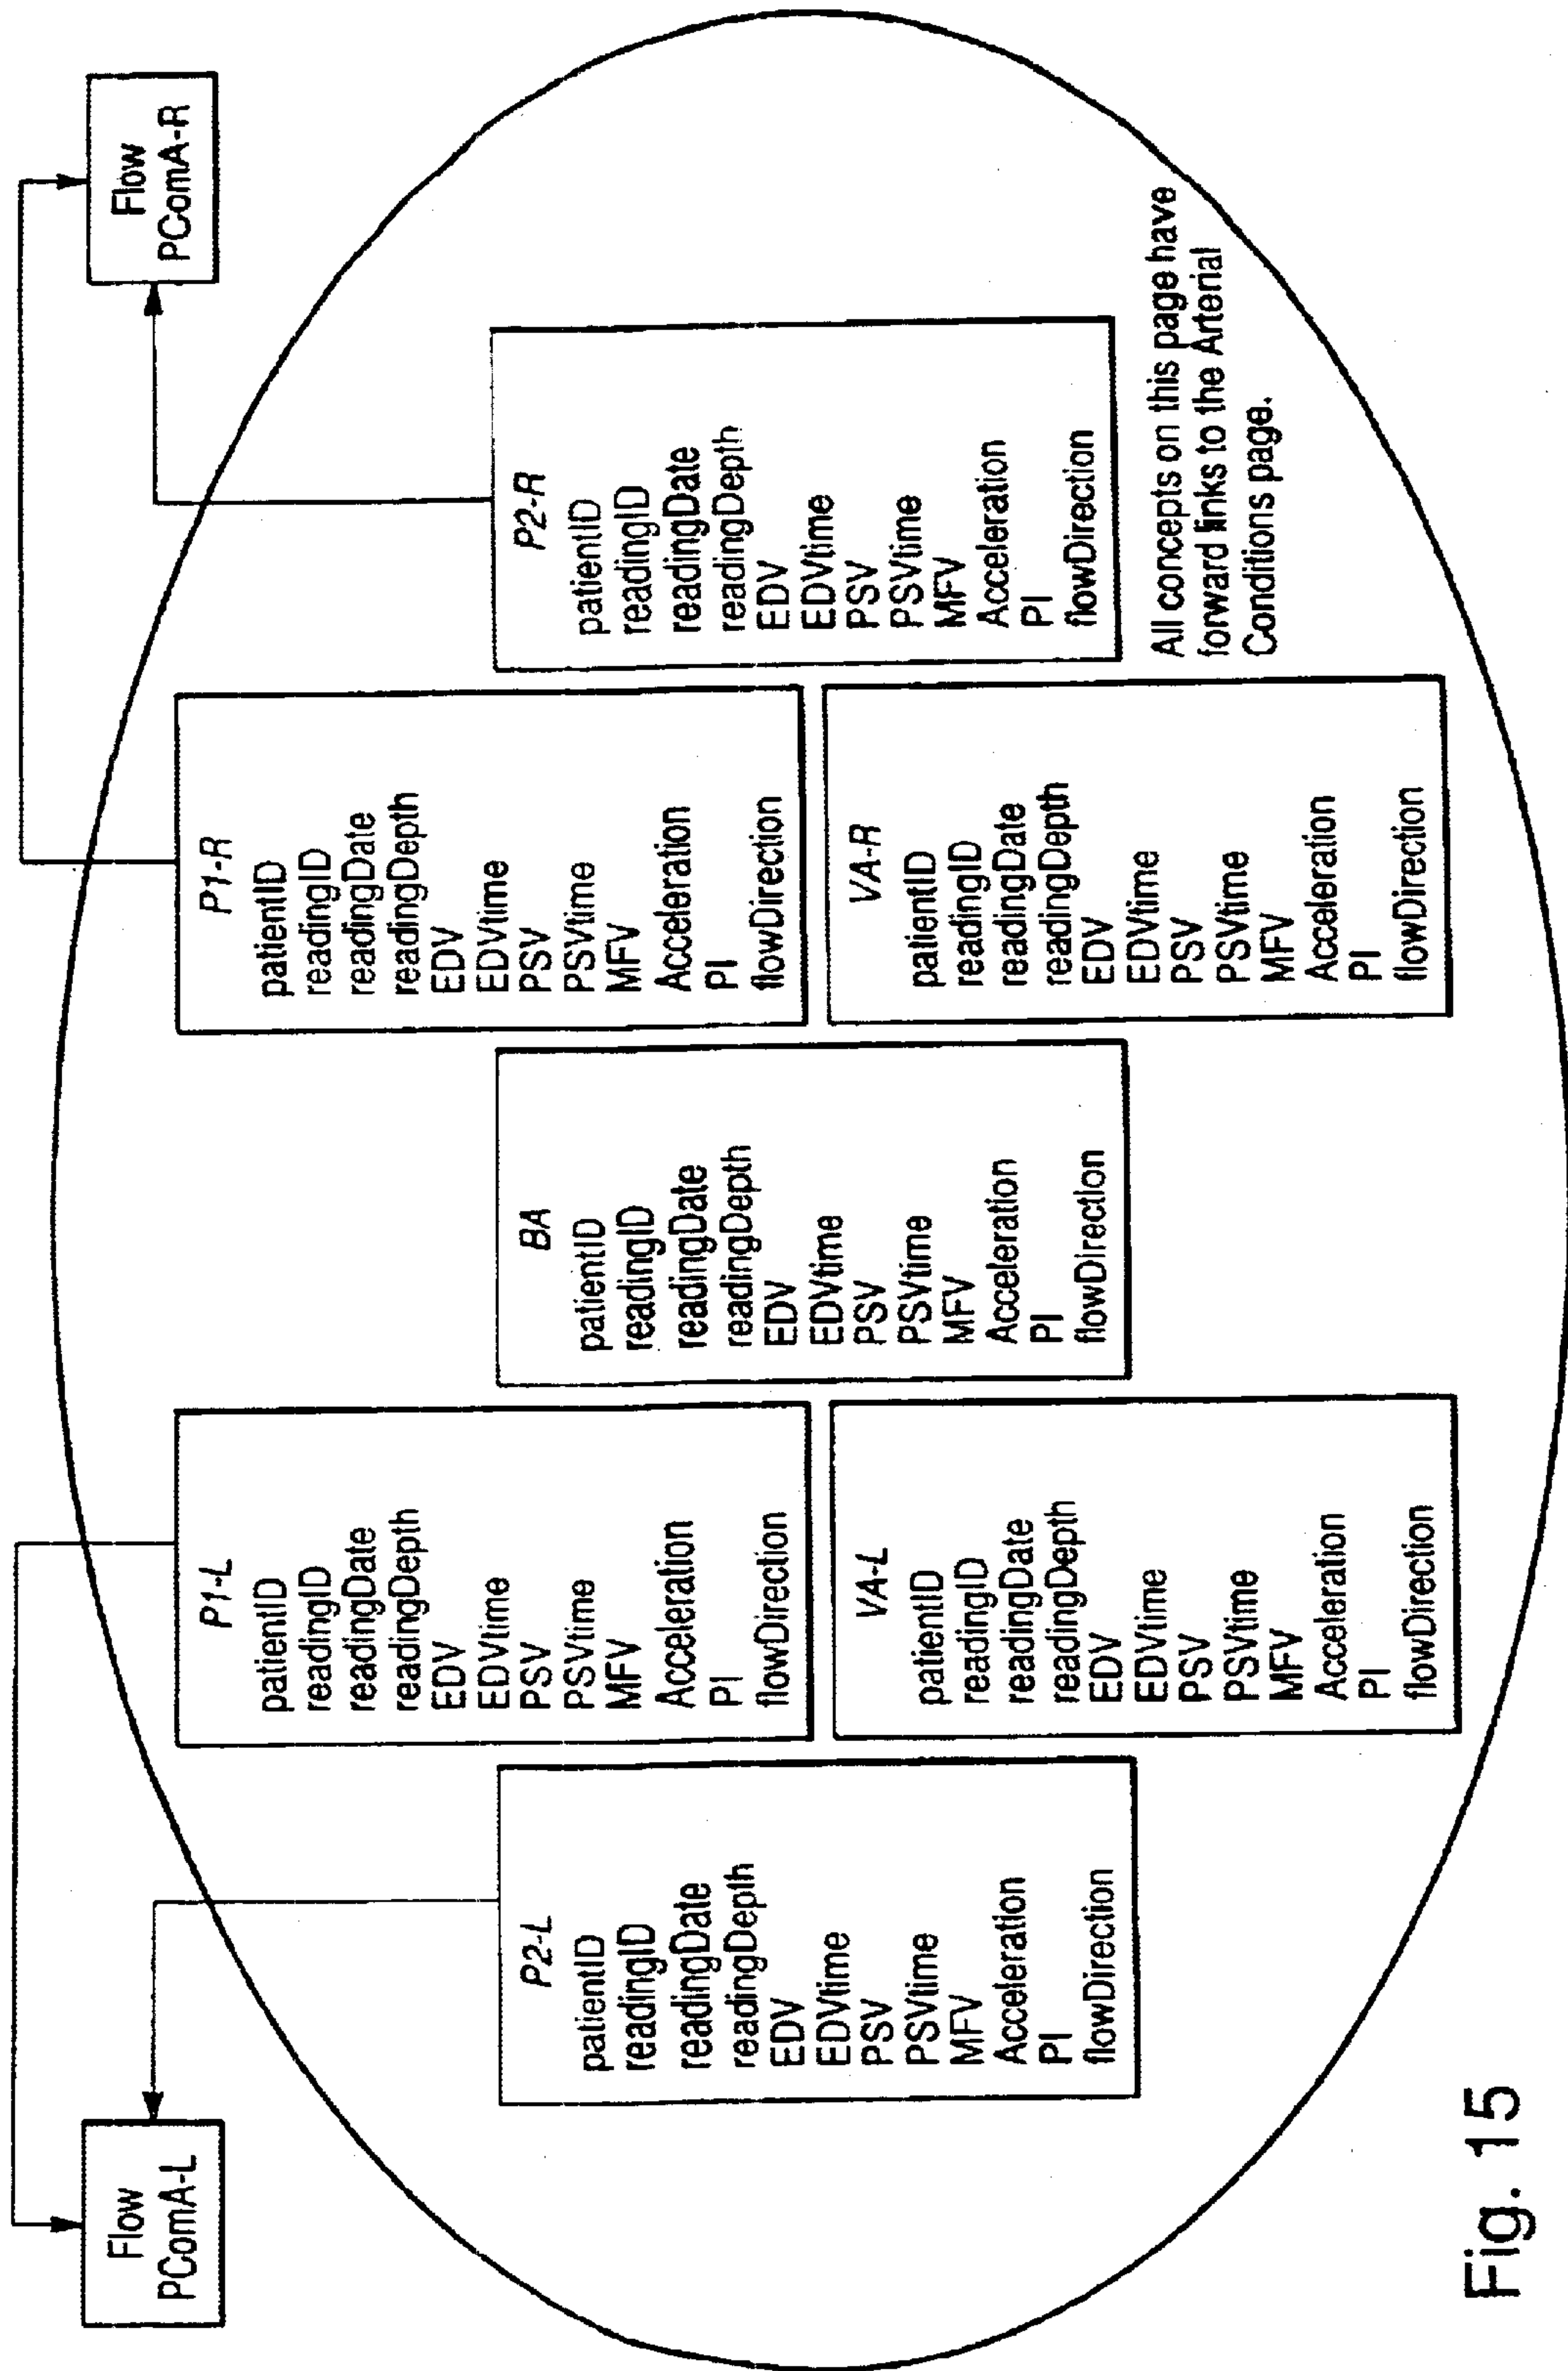 Flow
PComA-L
Flow
PComA-R
P2-L
patientID
readingID
readingDate
readingDepth
EDV
EDVtime
PSV
PSVtime
MFV
Acceleration
PI
flowDirection
P1-L
patientID
readingID
readingDate
readingDepth
EDV
EDVtime
PSV
PSVtime
MFV
Acceleration
PI
flowDirection
VA-L
patientID
readingID
readingDate
readingDepth
EDV
EDVtime
PSV
PSVtime
MFV
Acceleration
PI
flowDirection
BA
patientID
readingID
readingDate
readingDepth
EDV
EDVtime
PSV
PSVtime
MFV
Acceleration
PI
flowDirection
P1-R
patientID
readingID
readingDate
readingDepth
EDV
EDVtime
PSV
PSVtime
MFV
Acceleration
PI
flowDirection
VA-R
patientID
readingID
readingDate
readingDepth
EDV
EDVtime
PSV
PSVtime
MFV
Acceleration
PI
flowDirection
P2-R
patientID
readingID
readingDate
readingDepth
EDV
EDVtime
PSV
PSVtime
MFV
Acceleration
PI
flowDirection
All concepts on this page have
forward links to the Arterial
Conditions page.
Fig. 15